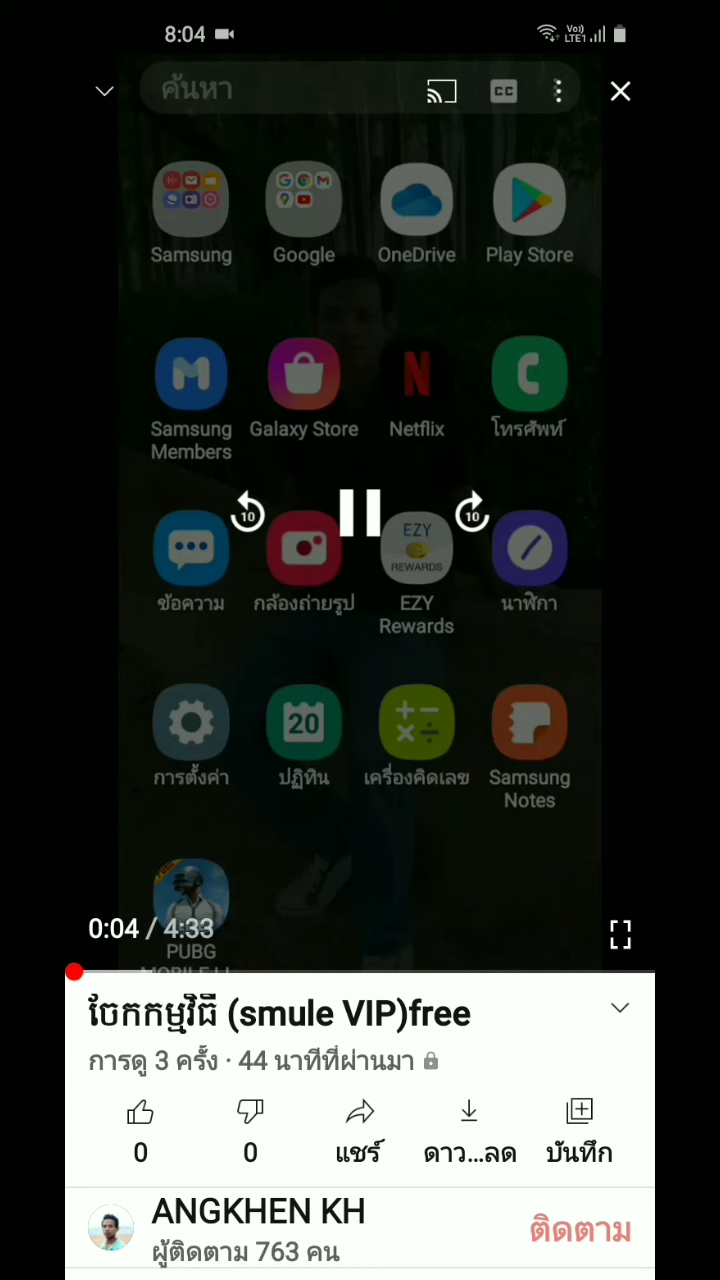 8:04
Vo)) LTE1
ค้นหา
CC
Samsung Google OneDrive Play Store
Samsung Members Galaxy Store Netflix โทรศัพท์
10 10
EZY REWARDS
ข้อความ กล้องถ่ายรูป EZY Rewards นาฬิกา
20
การตั้งค่า ปฏิทิน เครื่องคิดเลข Samsung Notes
0:04 / 4:33
PUBG
ចែកកម្មវិធី (smule VIP)free
การดู 3 ครั้ง · 44 นาทีที่ผ่านมา
0 0 แชร์ ดาว...ลด บันทึก
ANGKHEN KH
ผู้ติดตาม 763 คน
ติดตาม